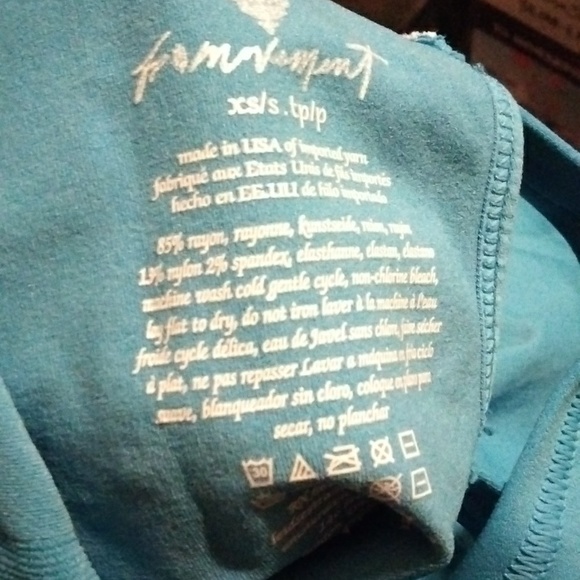 fp movement
xs/s . tp/p
made in USA of imported yarn
fabriqué aux Etats Unis de fils importés
hecho en EE.UU de hilo importado
85% rayon, rayonne, kunstseide,
13% nylon 2% spandex, elasthanne, elastan,
machine wash cold gentle cycle, non-chlorine bleach,
lay flat to dry, do not iron laver à la machine à l'eau
froide cycle délica, eau de Javel sans chlore, faire sécher
à plat, ne pas repasser Lavar a máquina en fría ciclo
suave, blanqueador sin cloro, coloque en plano para
secar, no planchar
30